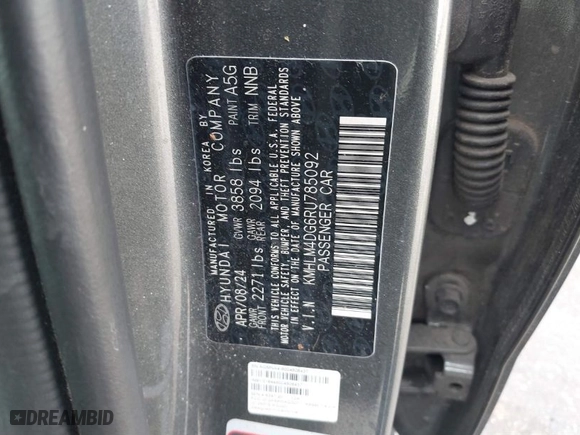 MANUFACTURED IN KOREA BY
HYUNDAI MOTOR COMPANY
APR/08/24 GVWR 3858 lbs PAINT A5G
GAWR FRONT 2271 lbs GAWR REAR 2094 lbs TRIM NNB
THIS VEHICLE CONFORMS TO ALL APPLICABLE U.S.A. FEDERAL
MOTOR VEHICLE SAFETY, BUMPER, AND THEFT PREVENTION STANDARDS
IN EFFECT ON THE DATE OF MANUFACTURE SHOWN ABOVE.
V.I.N KMHLM4DG6RU785092
PASSENGER CAR
DREAMBID